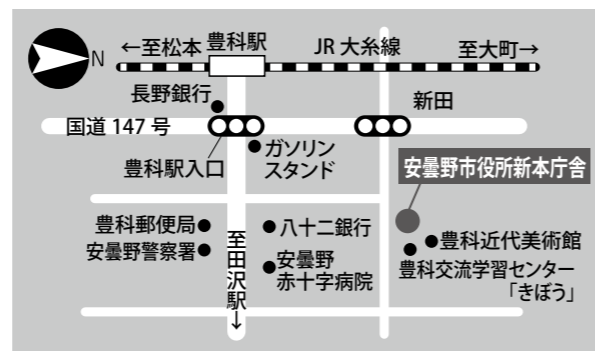 N
←至松本
豊科駅
JR 大糸線
至大町→
長野銀行
新田
国道 147 号
豊科駅入口
ガソリン
スタンド
安曇野市役所新本庁舎
豊科郵便局
安曇野警察署
至田沢駅→
八十二銀行
安曇野
赤十字病院
豊科近代美術館
豊科交流学習センター
「きぼう」